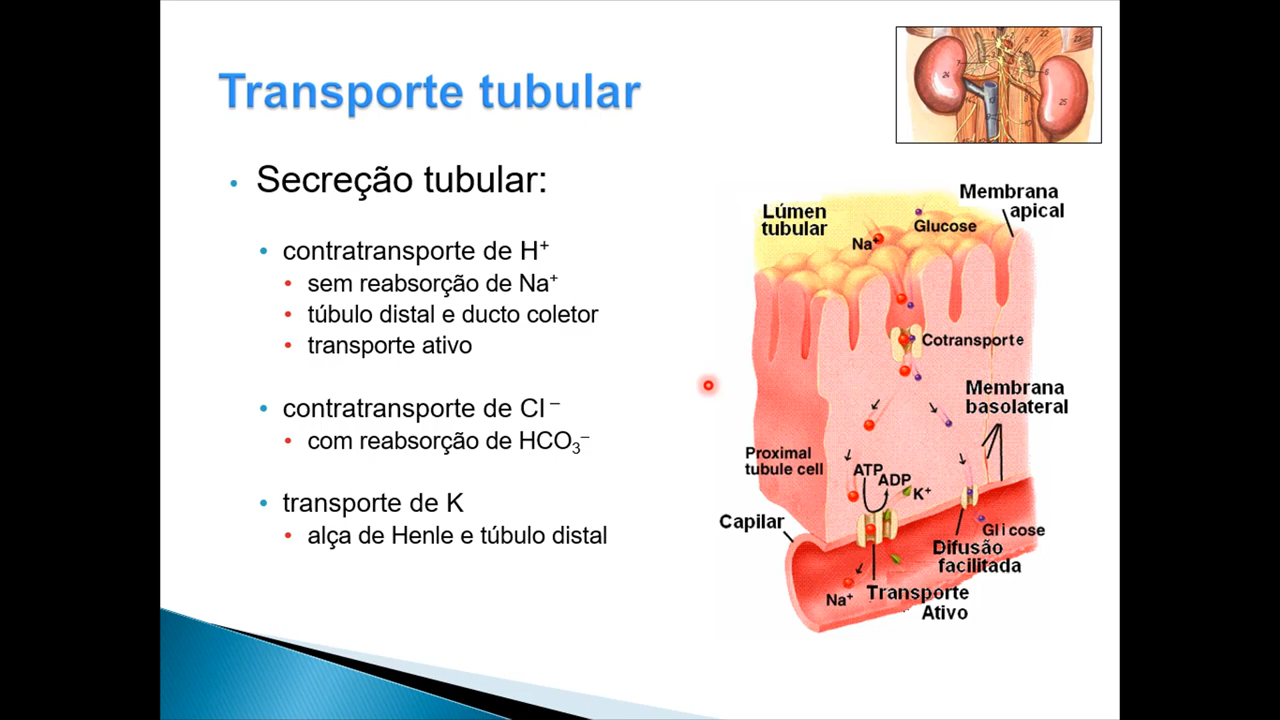 Transporte tubular
• Secreção tubular:
• contratransporte de H⁺
• sem reabsorção de Na⁺
• túbulo distal e ducto coletor
• transporte ativo
• contratransporte de Cl⁻
• com reabsorção de HCO₃⁻
• transporte de K
• alça de Henle e túbulo distal
Membrana
apical
Lúmen
tubular
Glucose
Na⁺
Cotransporte
Membrana
basolateral
Proximal
tubule cell
ATP
ADP
K⁺
Capilar
Glicose
Difusão
facilitada
Na⁺
Transporte
Ativo
24
25